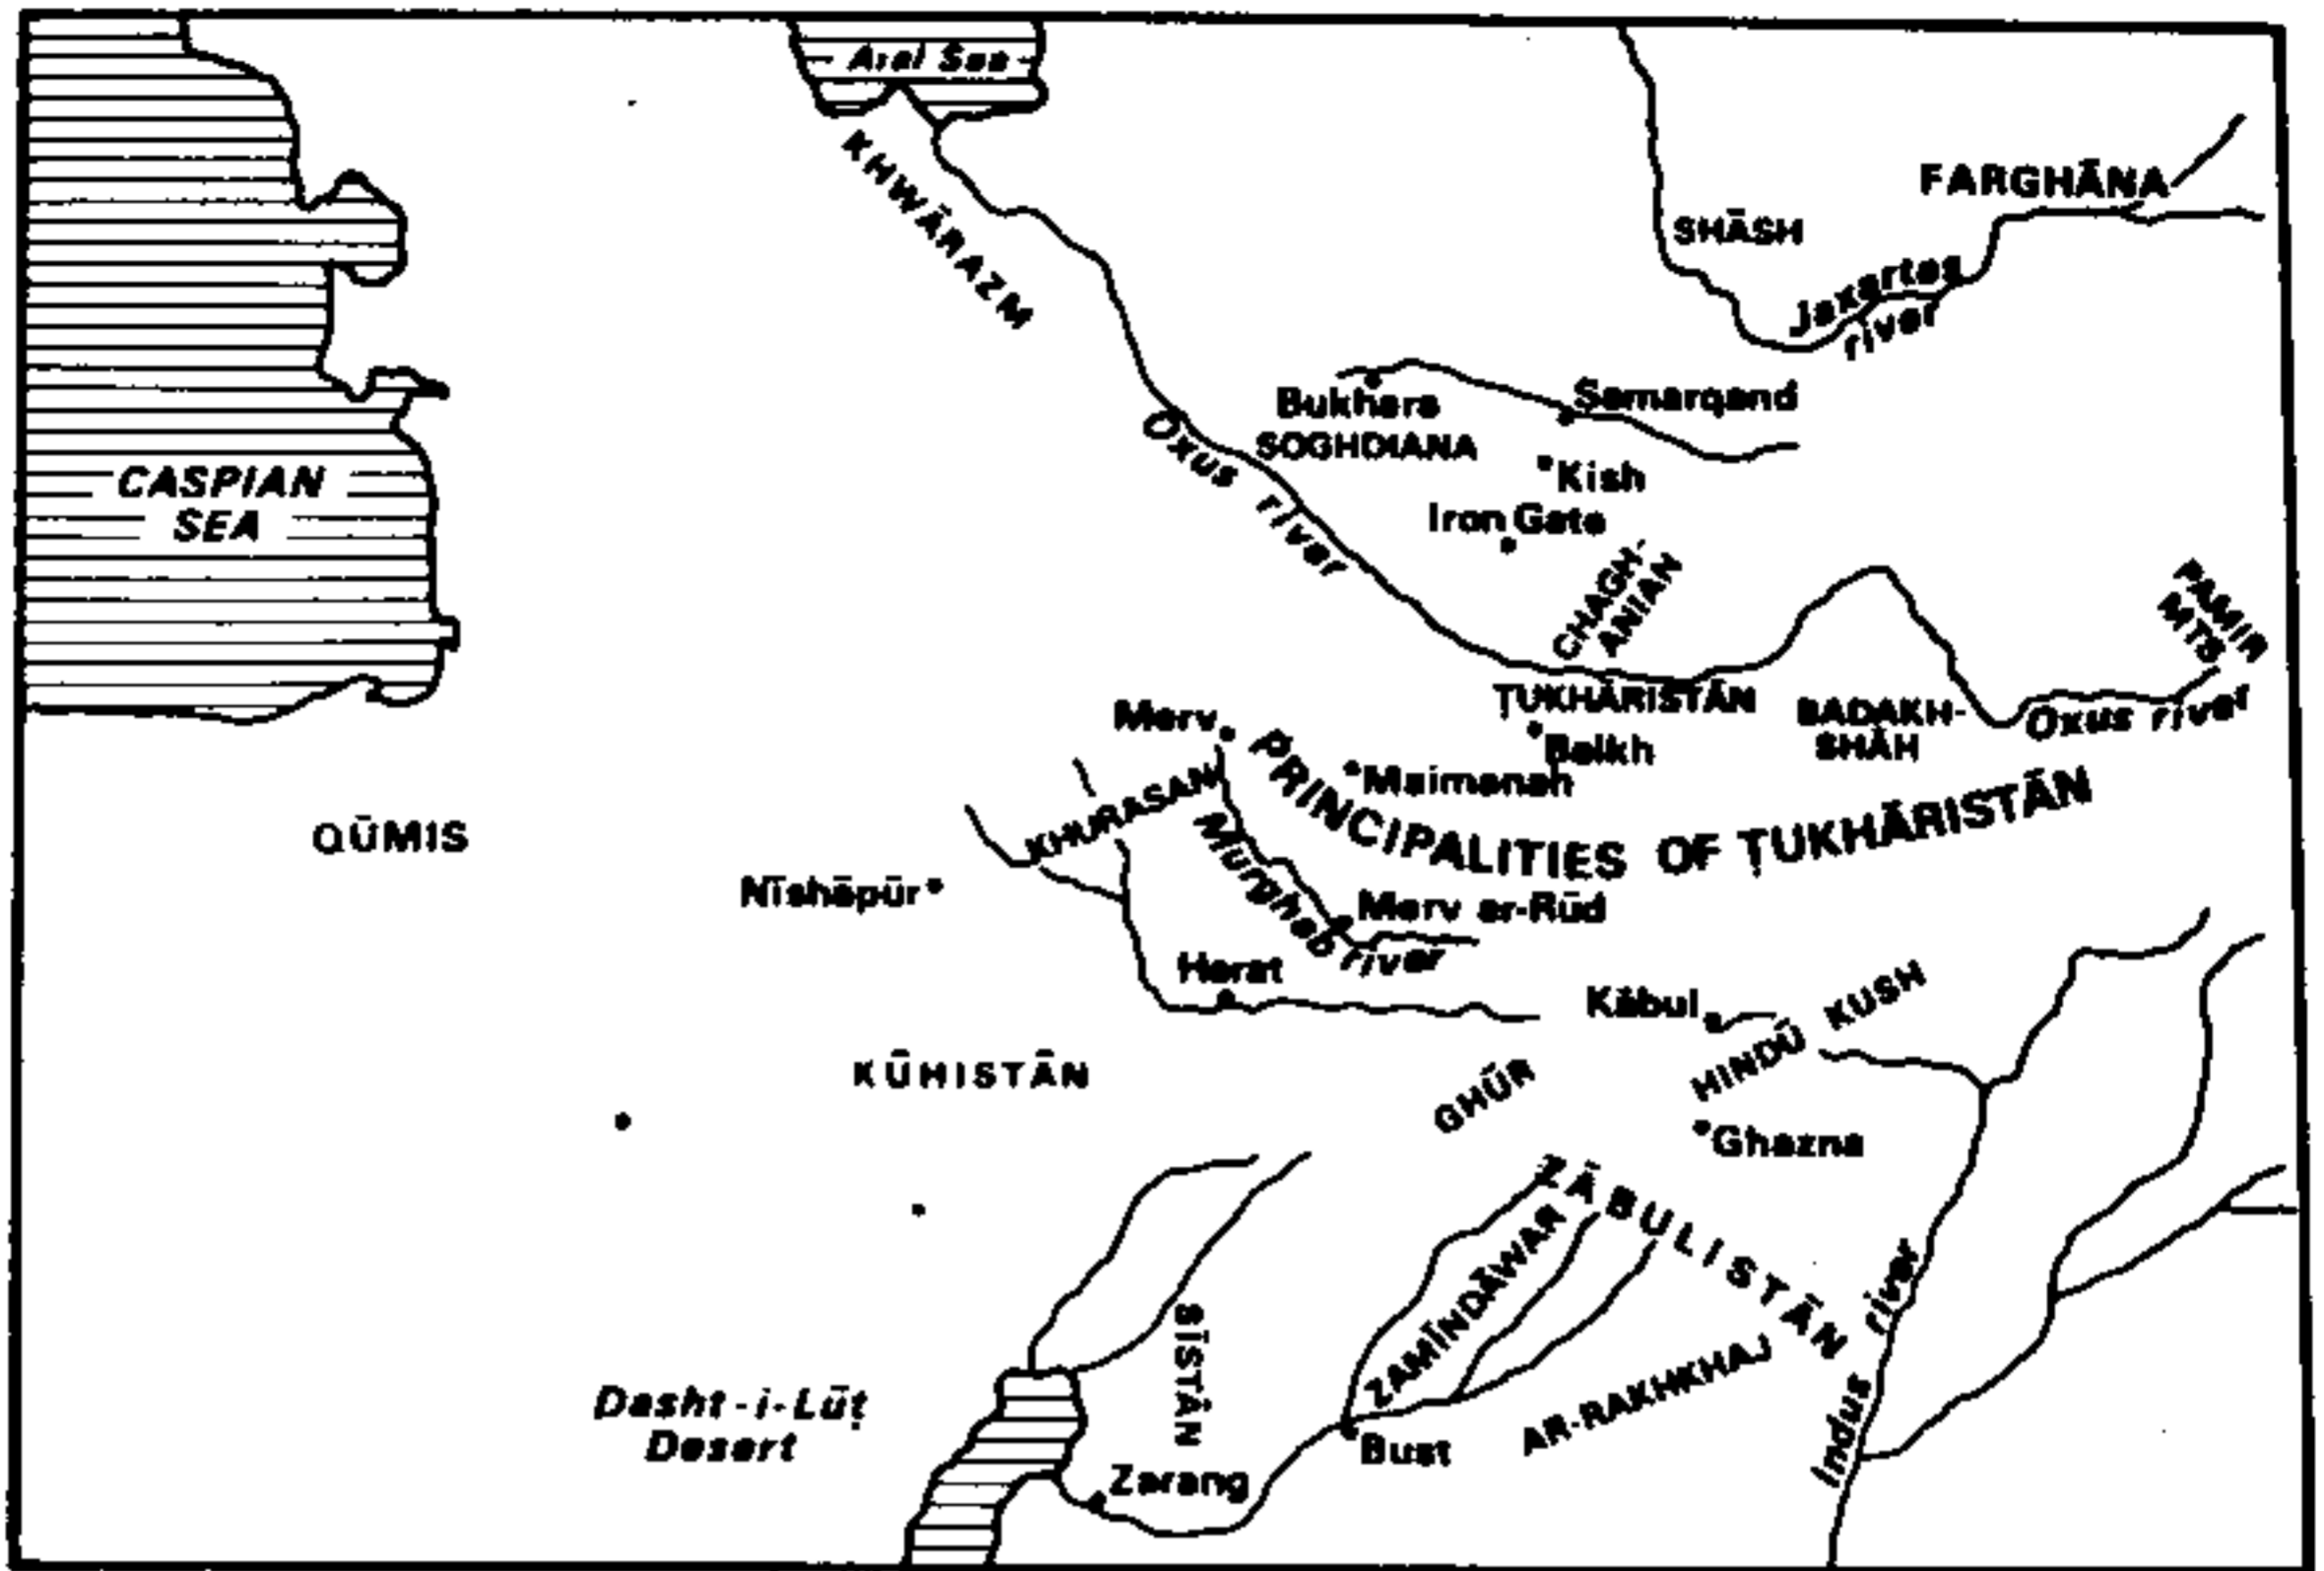 Aral Sea
KHWĀRAZM
FARGHĀNA
SHĀSH
Jaxartes
river
Bukhara
Samarqand
SOGHDIANA
Kish
Oxus river
Iron Gate
CASPIAN
SEA
CHAGH-
ANIAN
PAMIR
MTS
ṬUKHĀRISTĀN
BADAKH-
SHĀH
Oxus river
Merv
Balkh
Maimanah
PRINCIPALITIES OF ṬUKHĀRISTĀN
KHURASAN
QŪMIS
Murghab river
Nīshāpūr
Merv ar-Rūd
Herat
Kābul
HINDŪ KUSH
KŪHISTĀN
GHŪR
Ghazna
ZĀBULISTĀN
ZAMĪNDĀWAR
SĪSTĀN
Indus river
AR-RAKHKHAJ
Dasht-i-Lūṭ
Desert
Bust
Zarang